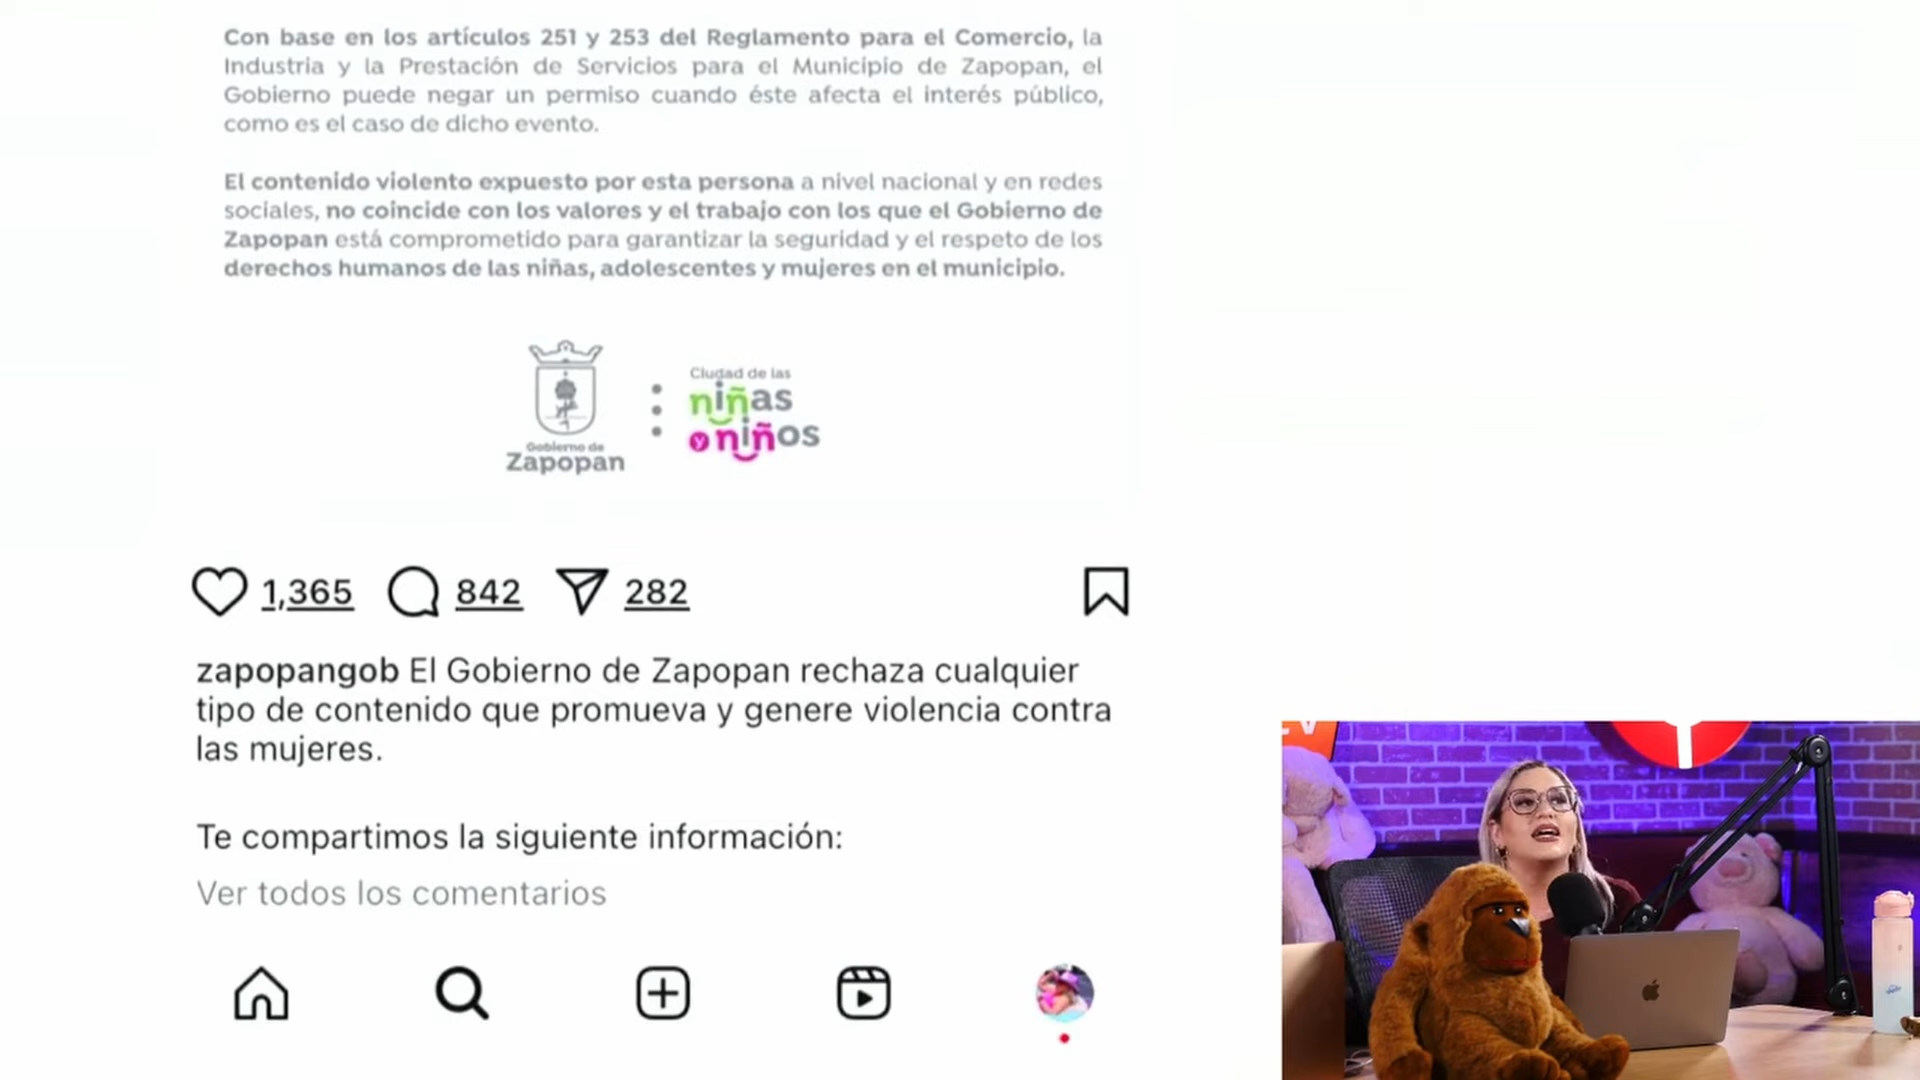 Con base en los artículos 251 y 253 del Reglamento para el Comercio, la
Industria y la Prestación de Servicios para el Municipio de Zapopan, el
Gobierno puede negar un permiso cuando éste afecta el interés público,
como es el caso de dicho evento.
El contenido violento expuesto por esta persona a nivel nacional y en redes
sociales, no coincide con los valores y el trabajo con los que el Gobierno de
Zapopan está comprometido para garantizar la seguridad y el respeto de los
derechos humanos de las niñas, adolescentes y mujeres en el municipio.
Gobierno de
Zapopan
Ciudad de las
niñas
y niños
1,365 842 282
zapopangob El Gobierno de Zapopan rechaza cualquier
tipo de contenido que promueva y genere violencia contra
las mujeres.
Te compartimos la siguiente información:
Ver todos los comentarios